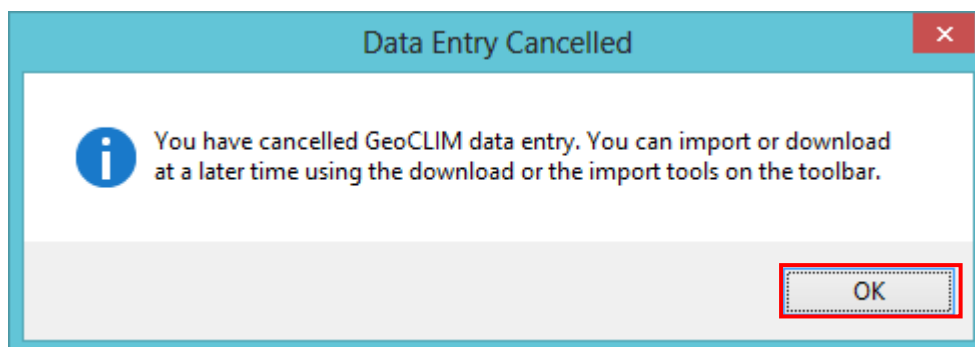 Data Entry Cancelled
You have cancelled GeoCLIM data entry. You can import or download
at a later time using the download or the import tools on the toolbar.
OK